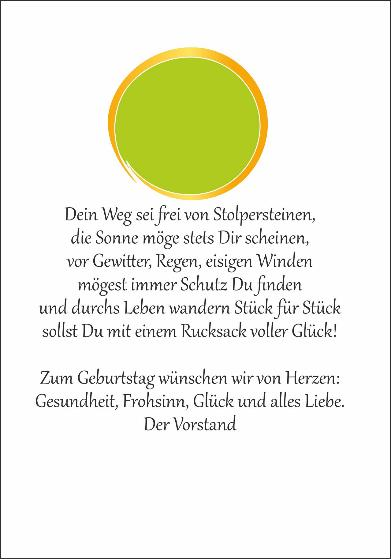 Dein Weg sei frei von Stolpersteinen,
die Sonne möge stets Dir scheinen,
vor Gewitter, Regen, eisigen Winden
mögest immer Schutz Du finden
und durchs Leben wandern Stück für Stück
sollst Du mit einem Rucksack voller Glück!
Zum Geburtstag wünschen wir von Herzen:
Gesundheit, Frohsinn, Glück und alles Liebe.
Der Vorstand